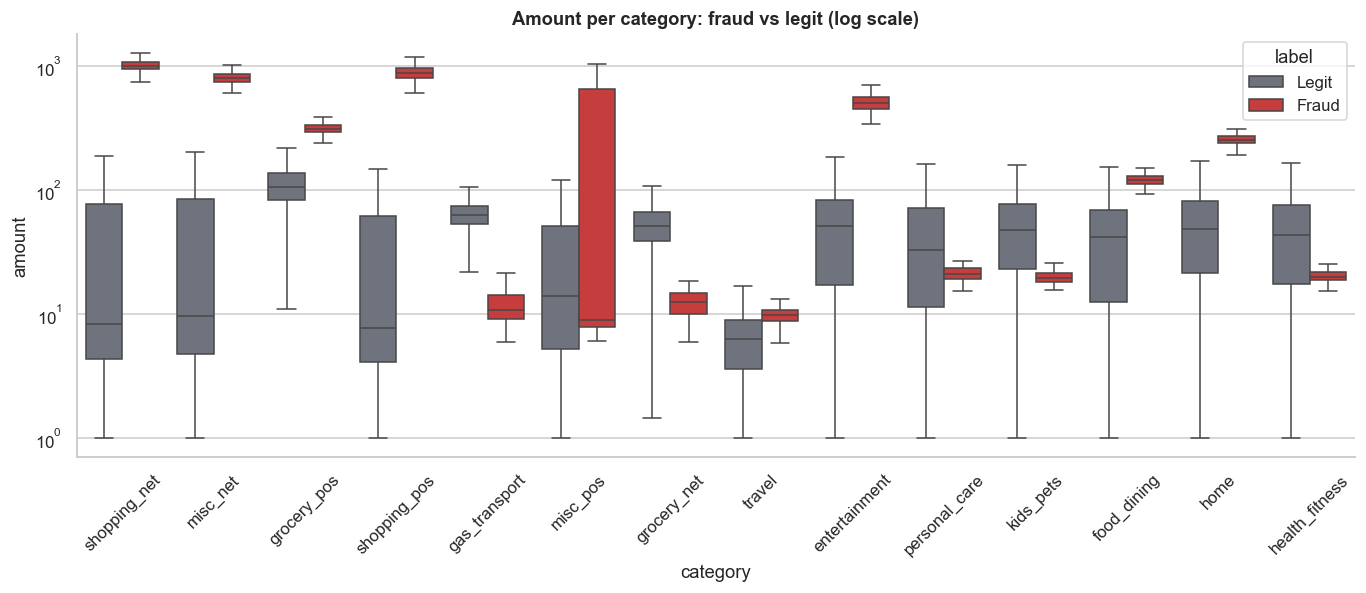 Amount per category: fraud vs legit (log scale)
label
Legit
Fraud
amount
10³
10²
10¹
10⁰
shopping_net
misc_net
grocery_pos
shopping_pos
gas_transport
misc_pos
grocery_net
travel
entertainment
personal_care
kids_pets
food_dining
home
health_fitness
category